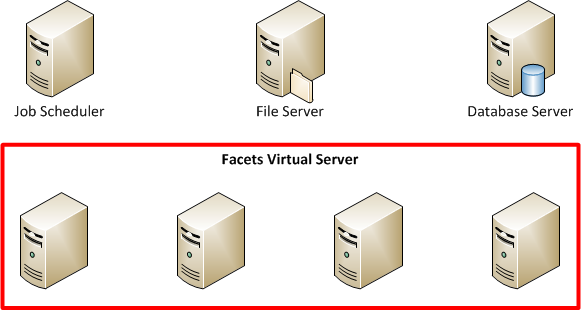 Job Scheduler
File Server
Database Server
Facets Virtual Server